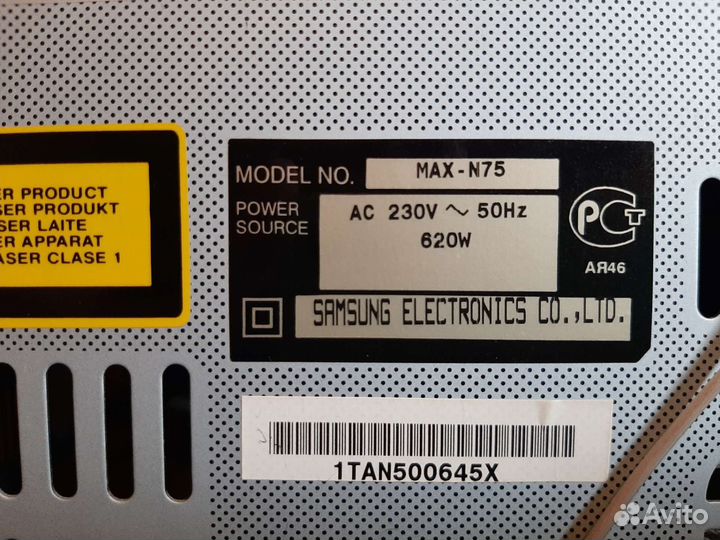 ER PRODUCT
SER PRODUKT
SER LAITE
ER APPARAT
ASER CLASE 1
MODEL NO. MAX-N75
POWER SOURCE AC 230V ~ 50Hz
620W
РСТ
АЯ46
SAMSUNG ELECTRONICS CO.,LTD.
1TAN500645X
Avito